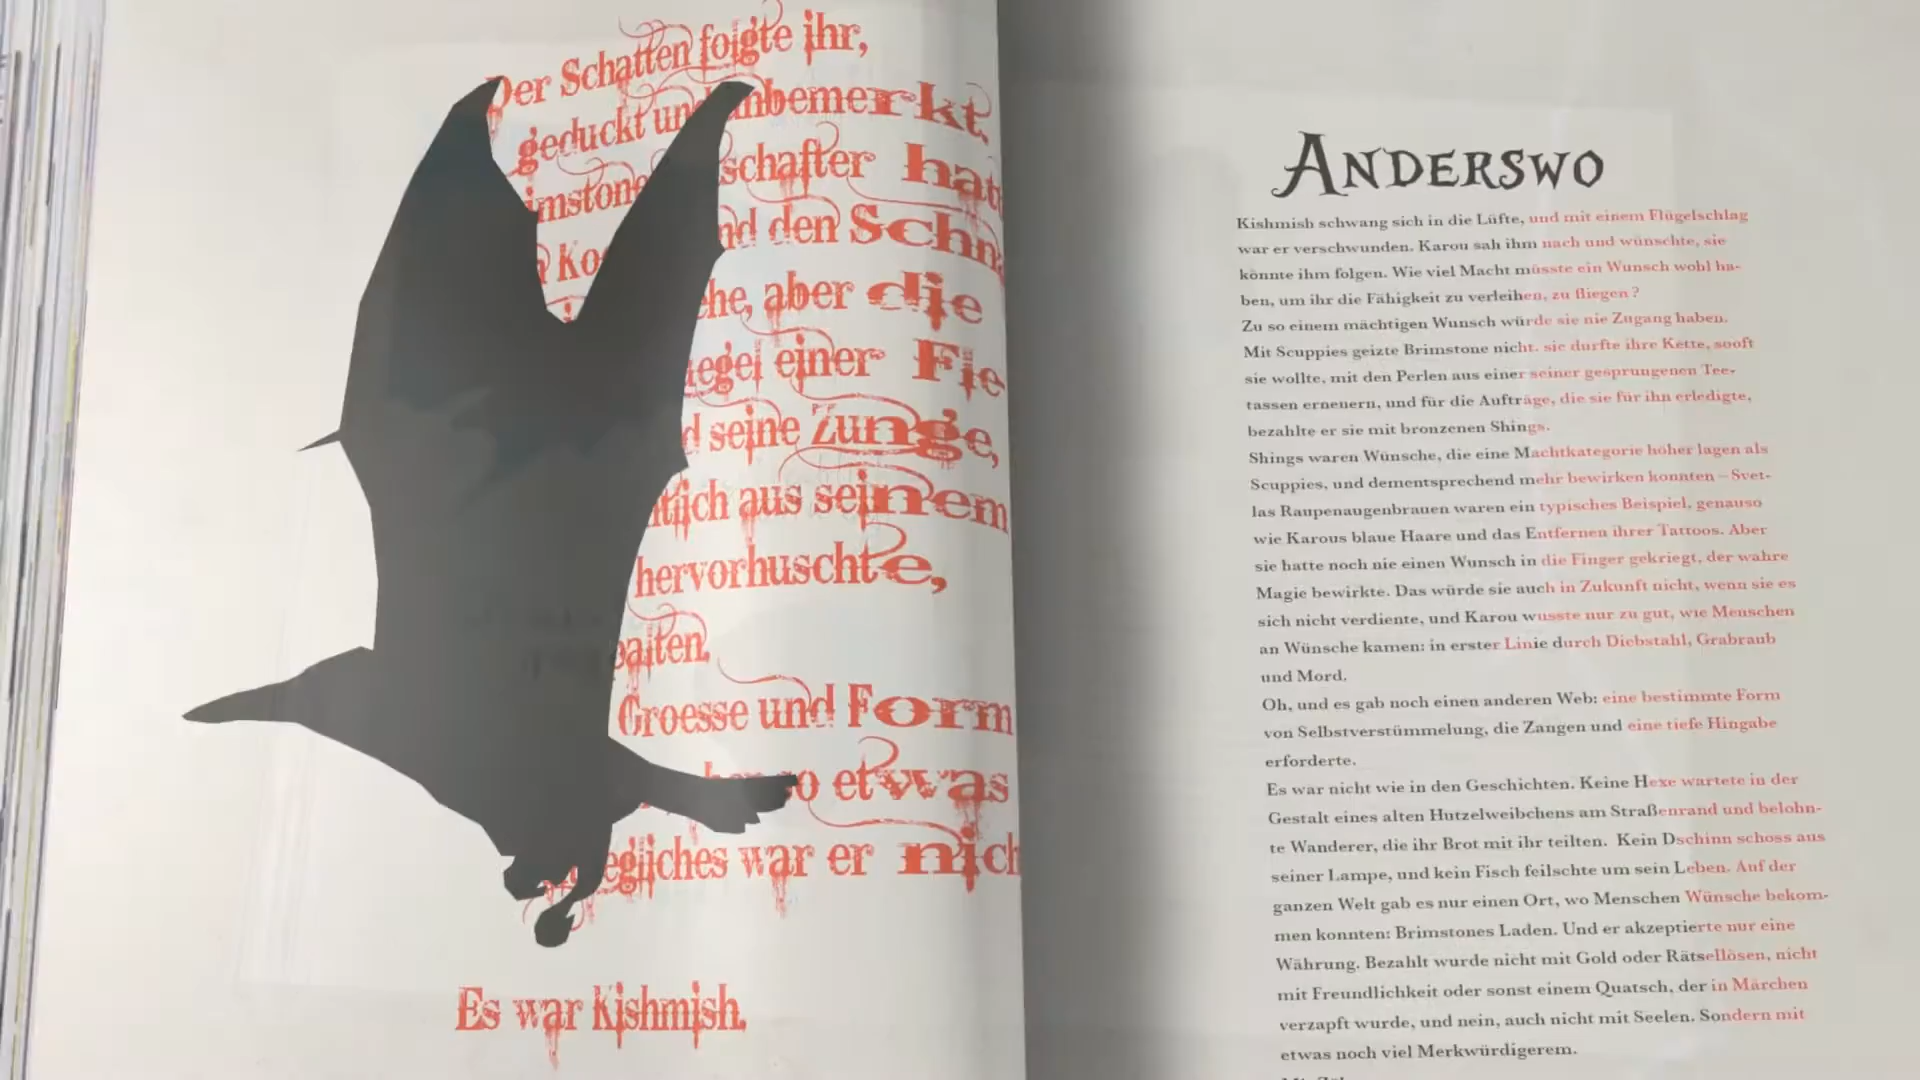 Der Schatten folgte ihr,
geduckt und unbemerkt,
schafter
den
aber die
einer
seine Zunge,
aus seinem
hervorhuschte,
Groesse und Form
etwas
war er
Es war Kishmish.
ANDERSWO
Kishmish schwang sich in die Lüfte, und mit einem Flügelschlag
war er verschwunden. Karou sah ihm nach und wünschte, sie
könnte ihm folgen. Wie viel Macht müsste ein Wunsch wohl ha-
ben, um ihr die Fähigkeit zu verleihen, zu fliegen?
Zu so einem mächtigen Wunsch würde sie nie Zugang haben.
Mit Scuppies geizte Brimstone nicht. sie durfte ihre Kette, sooft
sie wollte, mit den Perlen aus einer seiner gesprungenen Tee-
tassen erneuern, und für die Aufträge, die sie für ihn erledigte,
bezahlte er sie mit bronzenen Shings.
Shings waren Wünsche, die eine Machtkategorie höher lagen als
Scuppies, und dementsprechend mehr bewirken konnten – Svet-
las Raupenaugenbrauen waren ein typisches Beispiel, genauso
wie Karous blaue Haare und das Entfernen ihrer Tattoos. Aber
sie hatte noch nie einen Wunsch in die Finger gekriegt, der wahre
Magie bewirkte. Das würde sie auch in Zukunft nicht, wenn sie es
sich nicht verdiente, und Karou wusste nur zu gut, wie Menschen
an Wünsche kamen: in erster Linie durch Diebstahl, Grabraub
und Mord.
Oh, und es gab noch einen anderen Web: eine bestimmte Form
von Selbstverstümmelung, die Zangen und eine tiefe Hingabe
erforderte.
Es war nicht wie in den Geschichten. Keine Hexe wartete in der
Gestalt eines alten Hutzelweibchens am Straßenrand und belohn-
te Wanderer, die ihr Brot mit ihr teilten. Kein Dschinn schoss aus
seiner Lampe, und kein Fisch feilschte um sein Leben. Auf der
ganzen Welt gab es nur einen Ort, wo Menschen Wünsche bekom-
men konnten: Brimstones Laden. Und er akzeptierte nur eine
Währung. Bezahlt wurde nicht mit Gold oder Rätsellösen, nicht
mit Freundlichkeit oder sonst einem Quatsch, der in Märchen
verzapft wurde, und nein, auch nicht mit Seelen. Sondern mit
etwas noch viel Merkwürdigerem.